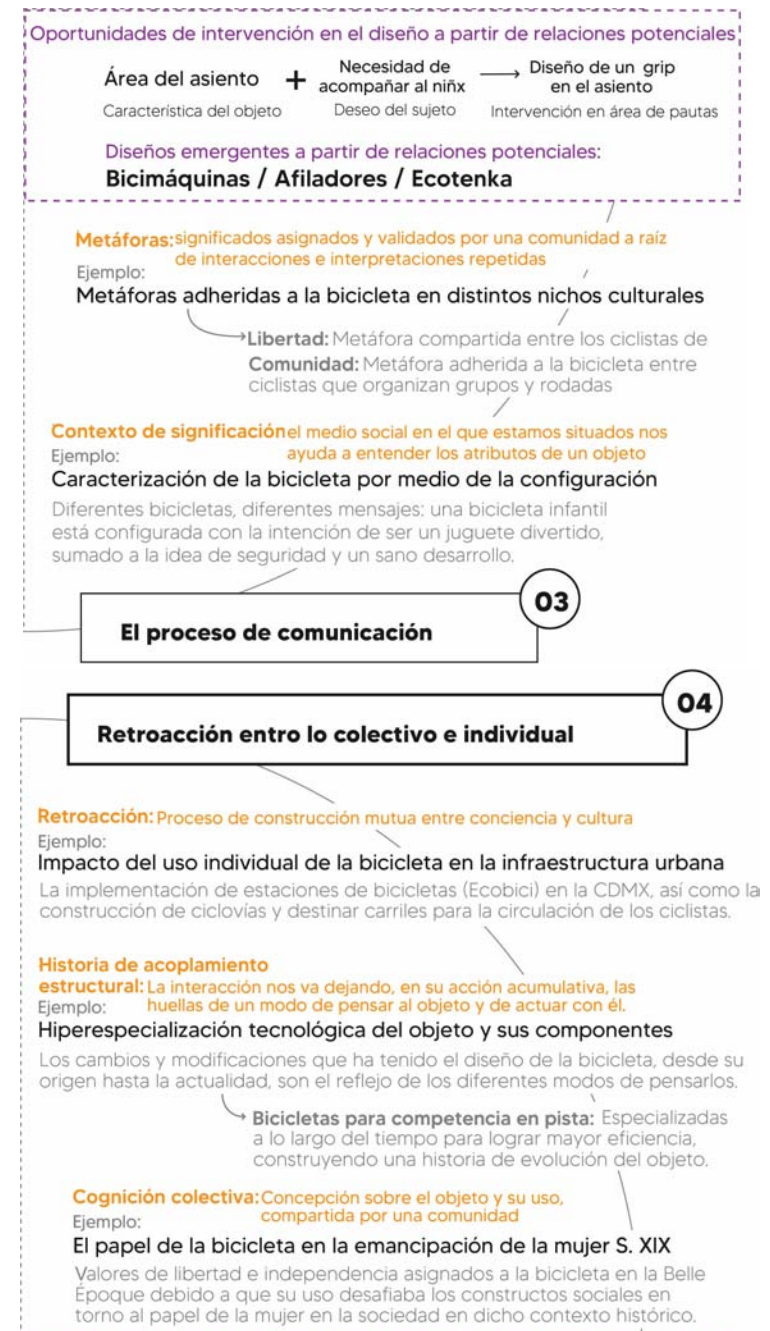 Oportunidades de intervención en el diseño a partir de relaciones potenciales
Área del asiento + Necesidad de acompañar al niñx → Diseño de un grip en el asiento
Característica del objeto Deseo del sujeto Intervención en área de pautas
Diseños emergentes a partir de relaciones potenciales:
Bicimáquinas / Afiladores / Ecotenka
Metáforas: significados asignados y validados por una comunidad a raíz
de interacciones e interpretaciones repetidas
Ejemplo:
Metáforas adheridas a la bicicleta en distintos nichos culturales
Libertad: Metáfora compartida entre los ciclistas de
Comunidad: Metáfora adherida a la bicicleta entre
ciclistas que organizan grupos y rodadas
Contexto de significación el medio social en el que estamos situados nos
ayuda a entender los atributos de un objeto
Ejemplo:
Caracterización de la bicicleta por medio de la configuración
Diferentes bicicletas, diferentes mensajes: una bicicleta infantil
está configurada con la intención de ser un juguete divertido,
sumado a la idea de seguridad y un sano desarrollo.
03
El proceso de comunicación
04
Retroacción entro lo colectivo e individual
Retroacción: Proceso de construcción mutua entre conciencia y cultura
Ejemplo:
Impacto del uso individual de la bicicleta en la infraestructura urbana
La implementación de estaciones de bicicletas (Ecobici) en la CDMX, así como la
construcción de ciclovías y destinar carriles para la circulación de los ciclistas.
Historia de acoplamiento
estructural: La interacción nos va dejando, en su acción acumulativa, las
huellas de un modo de pensar al objeto y de actuar con él.
Ejemplo:
Hiperespecialización tecnológica del objeto y sus componentes
Los cambios y modificaciones que ha tenido el diseño de la bicicleta, desde su
origen hasta la actualidad, son el reflejo de los diferentes modos de pensarlos.
Bicicletas para competencia en pista: Especializadas
a lo largo del tiempo para lograr mayor eficiencia,
construyendo una historia de evolución del objeto.
Cognición colectiva: Concepción sobre el objeto y su uso,
compartida por una comunidad
Ejemplo:
El papel de la bicicleta en la emancipación de la mujer S. XIX
Valores de libertad e independencia asignados a la bicicleta en la Belle
Époque debido a que su uso desafiaba los constructos sociales en
torno al papel de la mujer en la sociedad en dicho contexto histórico.